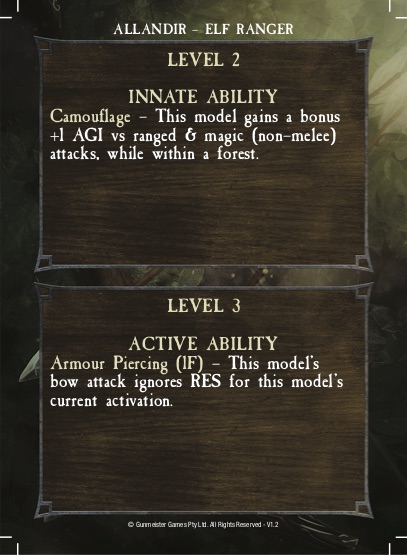 ALLANDIR – ELF RANGER
LEVEL 2
INNATE ABILITY
Camouflage – This model gains a bonus
+1 AGI vs ranged & magic (non-melee)
attacks, while within a forest.
LEVEL 3
ACTIVE ABILITY
Armour Piercing (1F) – This model's
bow attack ignores RES for this model's
current activation.
© Gunmeister Games Pty Ltd. All Rights Reserved - V1.2